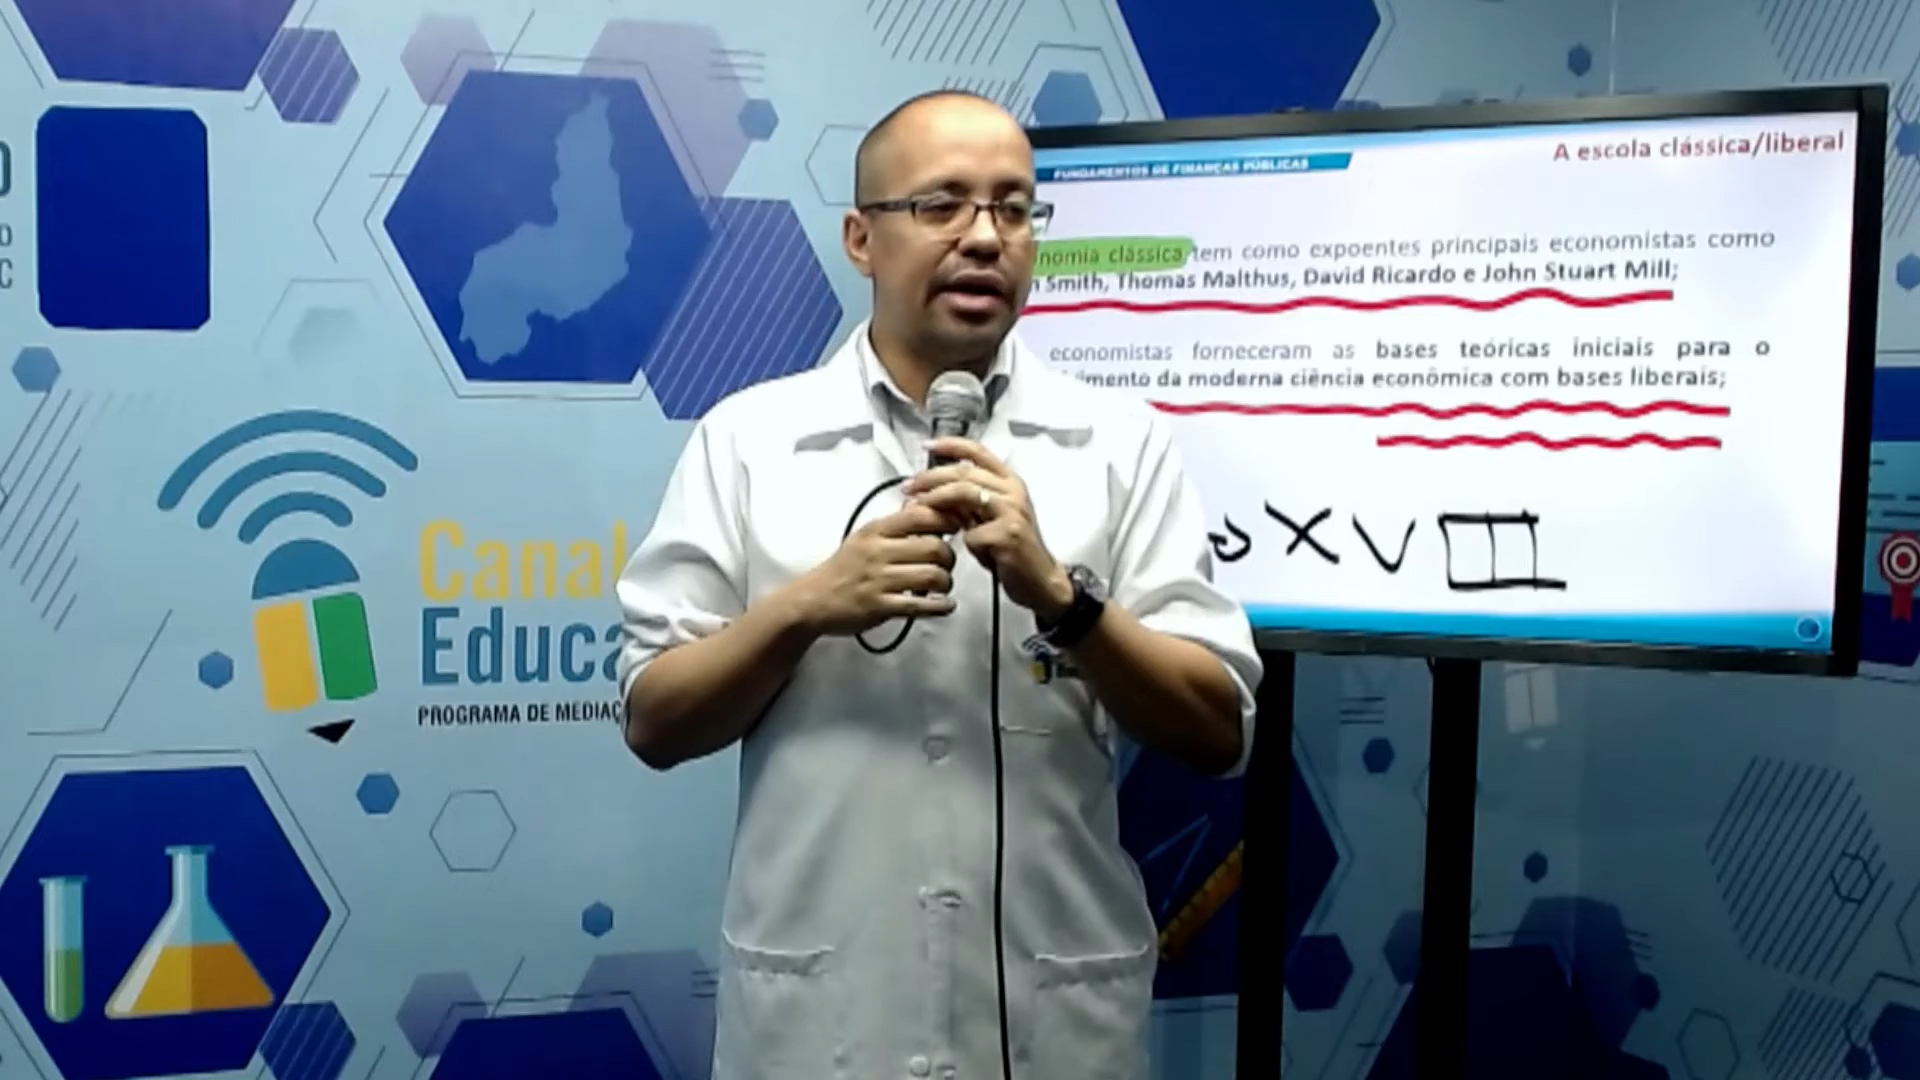 Canal
Educa
PROGRAMA DE MEDIAÇ
FUNDAMENTOS DE FINANÇAS PÚBLICAS
A escola clássica/liberal
nomia clássica tem como expoentes principais economistas como
Smith, Thomas Malthus, David Ricardo e John Stuart Mill;
economistas forneceram as bases teóricas iniciais para o
mento da moderna ciência econômica com bases liberais;
XVIII